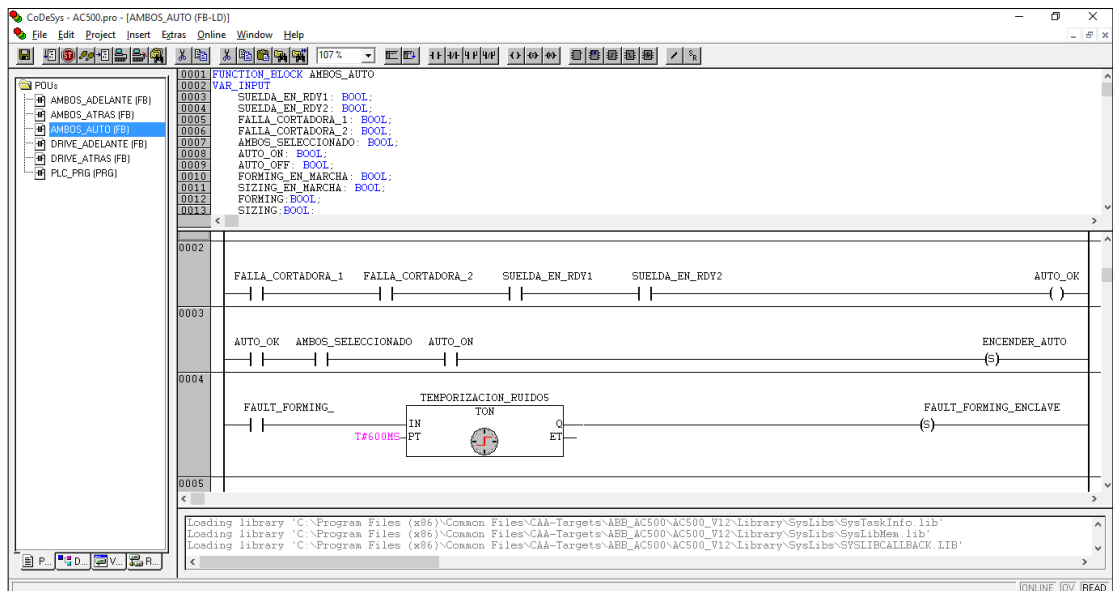 CoDeSys - AC500.pro - [AMBOS_AUTO (FB-LD)]
File Edit Project Insert Extras Online Window Help
107 %
POUs
AMBOS_ADELANTE (FB)
AMBOS_ATRAS (FB)
AMBOS_AUTO (FB)
DRIVE_ADELANTE (FB)
DRIVE_ATRAS (FB)
PLC_PRG (PRG)
0001 FUNCTION_BLOCK AMBOS_AUTO
0002 VAR_INPUT
0003 SUELDA_EN_RDY1: BOOL;
0004 SUELDA_EN_RDY2: BOOL;
0005 FALLA_CORTADORA_1: BOOL;
0006 FALLA_CORTADORA_2: BOOL;
0007 AMBOS_SELECCIONADO: BOOL;
0008 AUTO_ON: BOOL;
0009 AUTO_OFF: BOOL;
0010 FORMING_EN_MARCHA: BOOL;
0011 SIZING_EN_MARCHA: BOOL;
0012 FORMING:BOOL;
0013 SIZING:BOOL;
0002
FALLA_CORTADORA_1 FALLA_CORTADORA_2 SUELDA_EN_RDY1 SUELDA_EN_RDY2 AUTO_OK
( )
0003
AUTO_OK AMBOS_SELECCIONADO AUTO_ON ENCENDER_AUTO
(S)
0004
TEMPORIZACION_RUIDO5
FAULT_FORMING_ TON FAULT_FORMING_ENCLAVE
IN Q (S)
T#600MS PT ET
0005
Loading library 'C:\Program Files (x86)\Common Files\CAA-Targets\ABB_AC500\AC500_V12\Library\SysLibs\SysTaskInfo.lib'
Loading library 'C:\Program Files (x86)\Common Files\CAA-Targets\ABB_AC500\AC500_V12\Library\SysLibs\SysLibMem.lib'
Loading library 'C:\Program Files (x86)\Common Files\CAA-Targets\ABB_AC500\AC500_V12\Library\SysLibs\SYSLIBCALLBACK.LIB'
P... D... V... R...
ONLINE OV READ